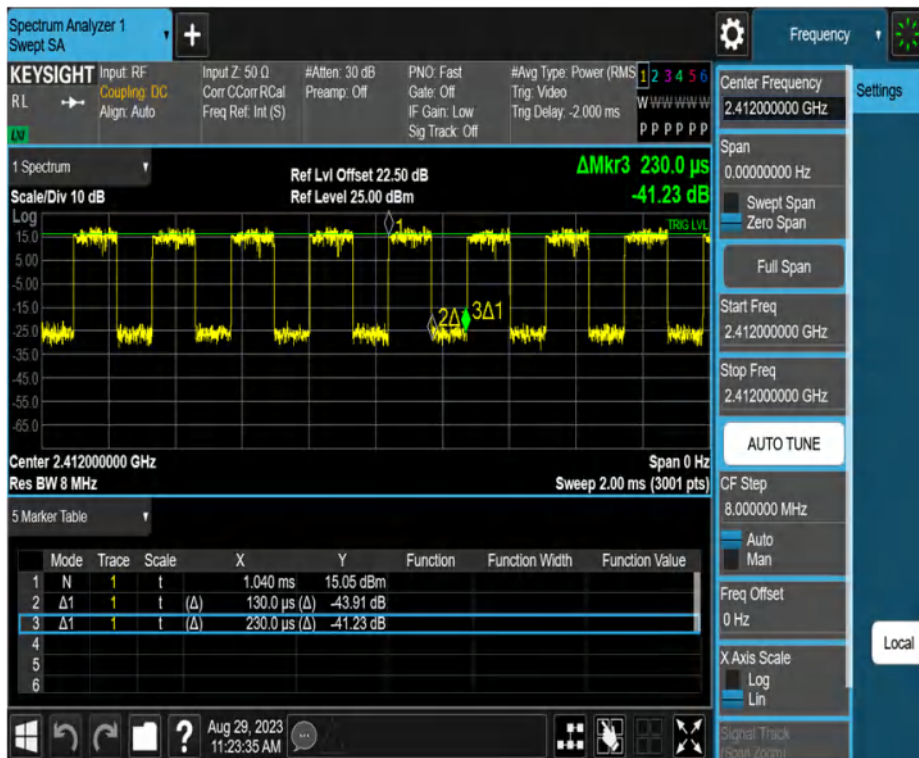 Spectrum Analyzer 1
Swept SA
+
Frequency
KEYSIGHT
RL
LXI
Input: RF
Coupling: DC
Align: Auto
Input Z: 50 Ω
Corr CCorr RCal
Freq Ref: Int (S)
#Atten: 30 dB
Preamp: Off
PNO: Fast
Gate: Off
IF Gain: Low
Sig Track: Off
#Avg Type: Power (RMS
Trig: Video
Trig Delay: -2.000 ms
1 2 3 4 5 6
W W W W W W
P P P P P P
Settings
Center Frequency
2.412000000 GHz
Span
0.00000000 Hz
Swept Span
Zero Span
Full Span
Start Freq
2.412000000 GHz
Stop Freq
2.412000000 GHz
AUTO TUNE
CF Step
8.000000 MHz
Auto
Man
Freq Offset
0 Hz
X Axis Scale
Log
Lin
Signal Track
(Span Zoom)
Local
1 Spectrum
Scale/Div 10 dB
Ref Lvl Offset 22.50 dB
Ref Level 25.00 dBm
ΔMkr3 230.0 µs
-41.23 dB
Log
15.0
5.00
-5.00
-15.0
-25.0
-35.0
-45.0
-55.0
-65.0
TRIG LVL
1
2Δ
3Δ1
Center 2.412000000 GHz
Span 0 Hz
Res BW 8 MHz
Sweep 2.00 ms (3001 pts)
5 Marker Table
Mode Trace Scale X Y Function Function Width Function Value
1 N 1 t 1.040 ms 15.05 dBm
2 Δ1 1 t (Δ) 130.0 µs (Δ) -43.91 dB
3 Δ1 1 t (Δ) 230.0 µs (Δ) -41.23 dB
4
5
6
?
Aug 29, 2023
11:23:35 AM